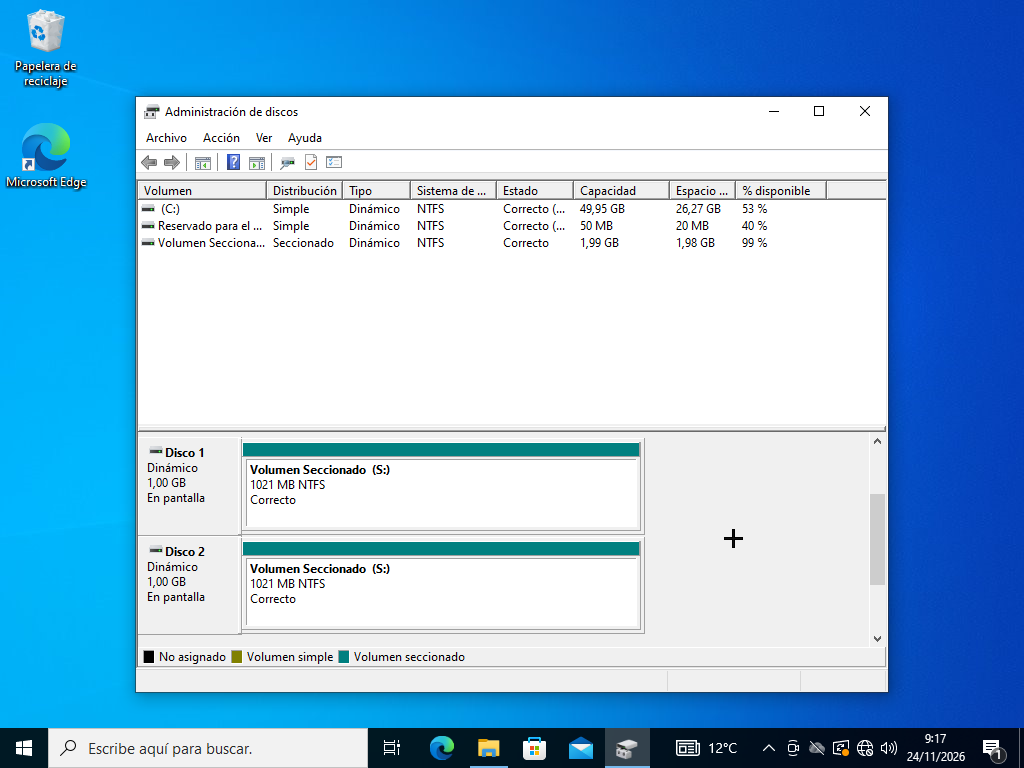 Papelera de
reciclaje
Microsoft Edge
Administración de discos
Archivo Acción Ver Ayuda
Volumen Distribución Tipo Sistema de ... Estado Capacidad Espacio ... % disponible
(C:) Simple Dinámico NTFS Correcto (... 49,95 GB 26,27 GB 53 %
Reservado para el ... Simple Dinámico NTFS Correcto (... 50 MB 20 MB 40 %
Volumen Secciona... Seccionado Dinámico NTFS Correcto 1,99 GB 1,98 GB 99 %
Disco 1
Dinámico
1,00 GB
En pantalla
Volumen Seccionado (S:)
1021 MB NTFS
Correcto
Disco 2
Dinámico
1,00 GB
En pantalla
Volumen Seccionado (S:)
1021 MB NTFS
Correcto
No asignado Volumen simple Volumen seccionado
Escribe aquí para buscar.
12°C
9:17
24/11/2026
1